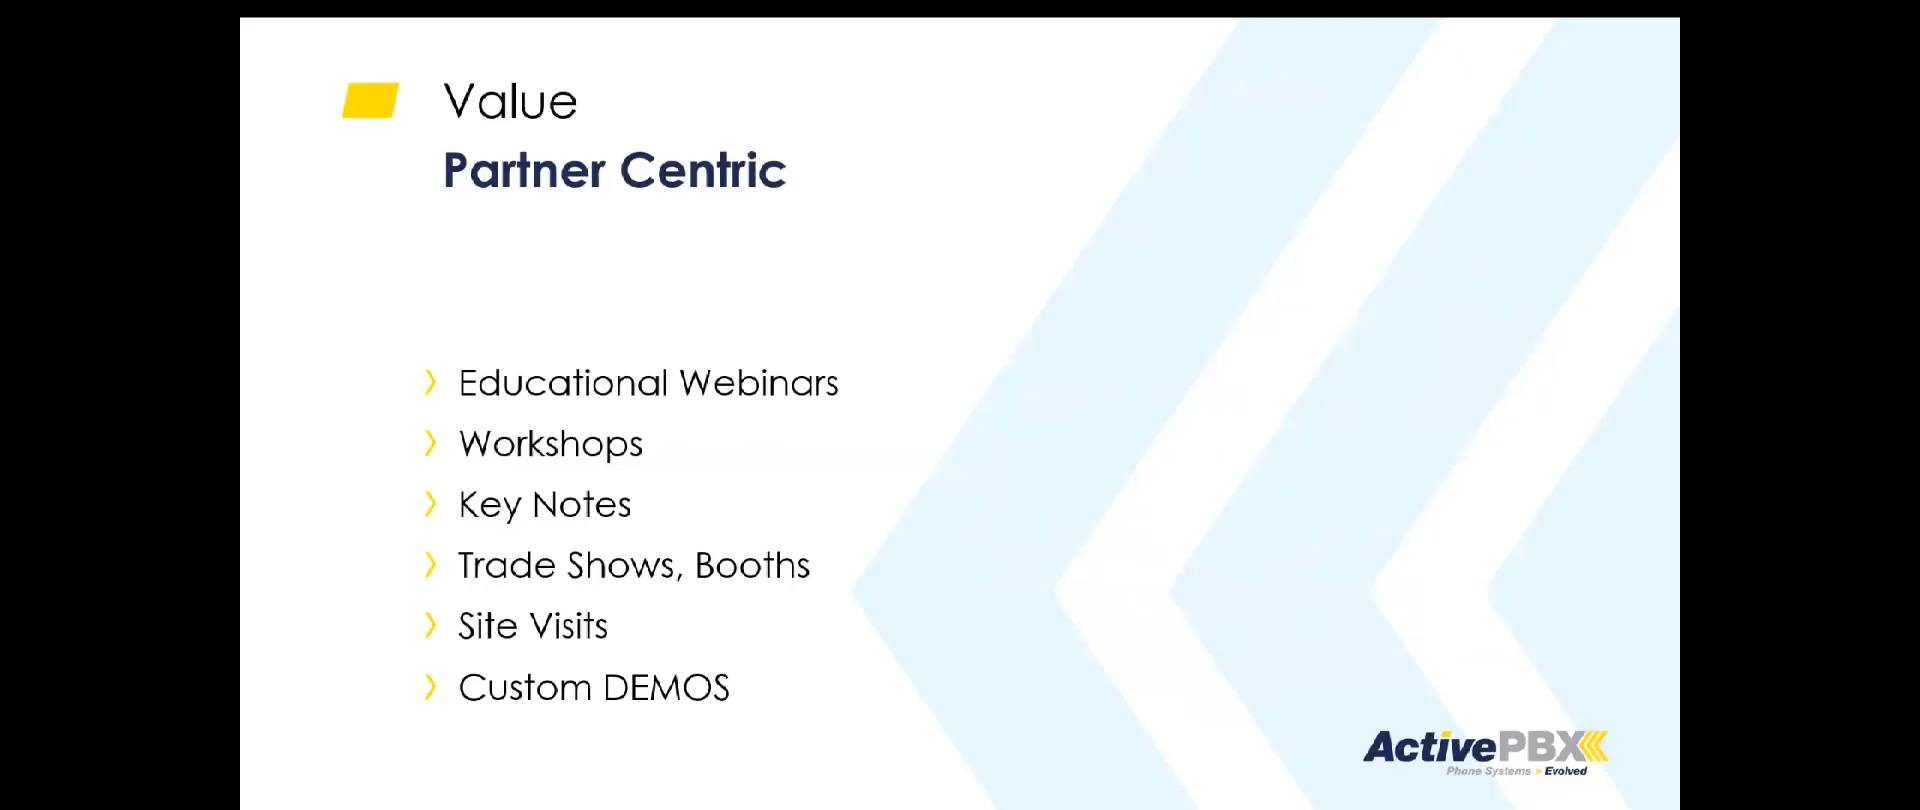 Value
Partner Centric
Educational Webinars
Workshops
Key Notes
Trade Shows, Booths
Site Visits
Custom DEMOS
ActivePBX
Phone Systems > Evolved